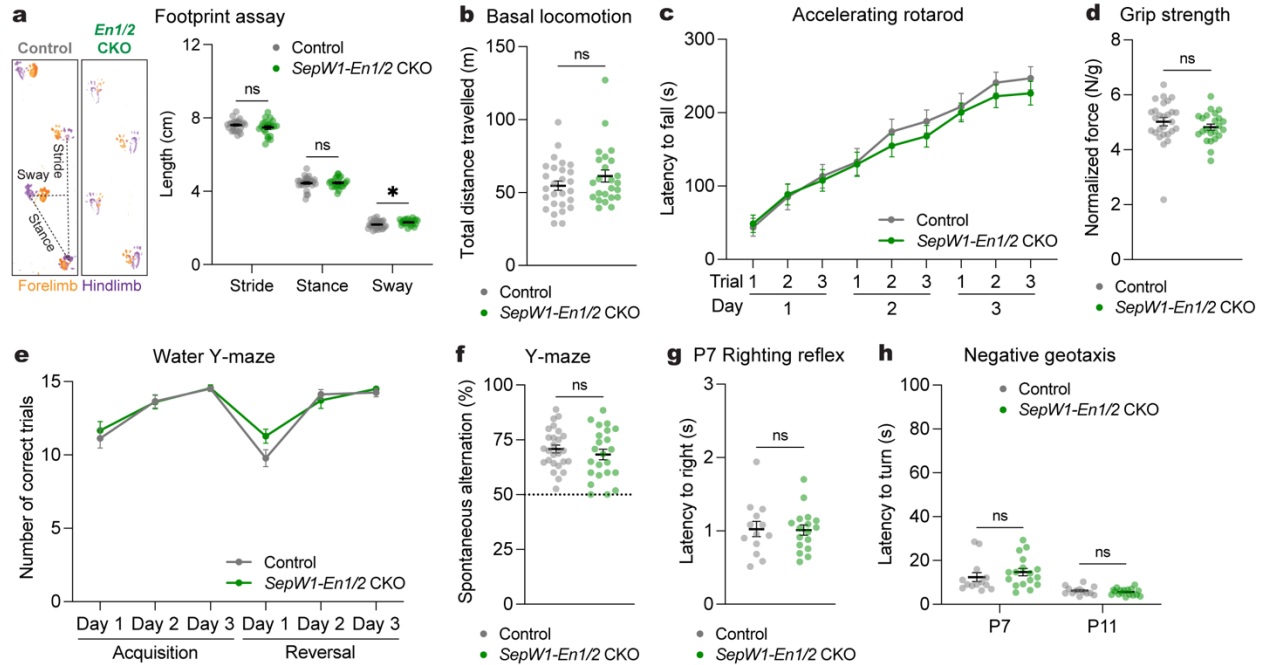 a
Footprint assay
Control
En1/2
CKO
Sway
Stride
Stance
Forelimb Hindlimb
Length (cm)
12
8
4
0
Control
SepW1-En1/2 CKO
ns
ns
*
Stride Stance Sway
b Basal locomotion
Total distance travelled (m)
150
100
50
0
ns
Control
SepW1-En1/2 CKO
c Accelerating rotarod
Latency to fall (s)
300
200
100
0
Control
SepW1-En1/2 CKO
Trial 1 2 3 1 2 3 1 2 3
Day 1 2 3
d Grip strength
Normalized force (N/g)
8
6
4
2
0
ns
Control
SepW1-En1/2 CKO
e Water Y-maze
Number of correct trials
15
10
5
0
Control
SepW1-En1/2 CKO
Day 1 Day 2 Day 3 Day 1 Day 2 Day 3
Acquisition Reversal
f Y-maze
Spontaneous alternation (%)
100
75
50
25
0
ns
Control
SepW1-En1/2 CKO
g P7 Righting reflex
Latency to right (s)
3
2
1
0
ns
Control
SepW1-En1/2 CKO
h Negative geotaxis
Latency to turn (s)
100
80
60
40
20
0
Control
SepW1-En1/2 CKO
ns
ns
P7 P11